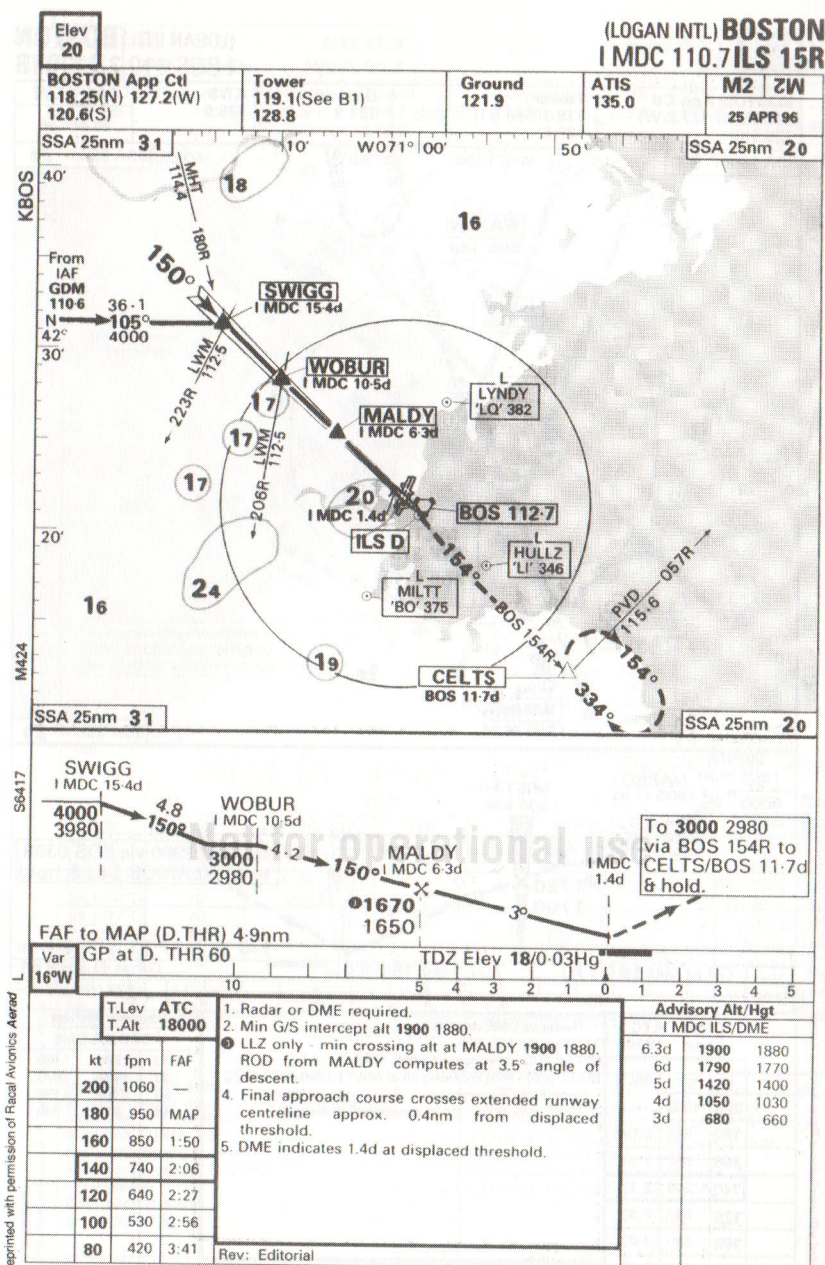 Elev
20
(LOGAN INTL) BOSTON
I MDC 110.7 ILS 15R
BOSTON App Ctl
118.25(N) 127.2(W)
120.6(S)
Tower
119.1(See B1)
128.8
Ground
121.9
ATIS
135.0
M2
25 APR 96
SSA 25nm 31
10'
W071° 00'
50'
SSA 25nm 20
KBOS
40'
MHT
114.4
180R
18
16
150°
From
IAF
GDM
110·6
36·1
105°
4000
SWIGG
I MDC 15·4d
N
42°
30'
LWM
112·5
223R
WOBUR
I MDC 10·5d
17
L
LYNDY
'LQ' 382
MALDY
I MDC 6·3d
17
LWM
112·5
206R
17
20
I MDC 1.4d
BOS 112·7
ILS D
20'
154°
L
HULLZ
'LI' 346
24
L
MILTT
'BO' 375
16
PVD
115·6
057R
BOS 154R
154°
334°
19
CELTS
BOS 11·7d
M424
SSA 25nm 31
SSA 25nm 20
S6417
SWIGG
I MDC 15·4d
4000
3980
4.8
150°
WOBUR
I MDC 10·5d
3000
2980
4·2
150°
MALDY
I MDC 6·3d
❶1670
1650
3°
I MDC
1.4d
To 3000 2980
via BOS 154R to
CELTS/BOS 11·7d
& hold.
Not for operational use
FAF to MAP (D.THR) 4·9nm
Var
16°W
GP at D. THR 60
TDZ Elev 18/0·03Hg
10 5 4 3 2 1 0 1 2 3 4 5
L
T.Lev ATC
T.Alt 18000
kt fpm FAF
200 1060 —
180 950 MAP
160 850 1:50
140 740 2:06
120 640 2:27
100 530 2:56
80 420 3:41
1. Radar or DME required.
2. Min G/S intercept alt 1900 1880.
❶ LLZ only - min crossing alt at MALDY 1900 1880.
ROD from MALDY computes at 3.5° angle of
descent.
4. Final approach course crosses extended runway
centreline approx. 0.4nm from displaced
threshold.
5. DME indicates 1.4d at displaced threshold.
Rev: Editorial
Advisory Alt/Hgt
I MDC ILS/DME
6.3d 1900 1880
6d 1790 1770
5d 1420 1400
4d 1050 1030
3d 680 660
eprinted with permission of Racal Avionics Aerad